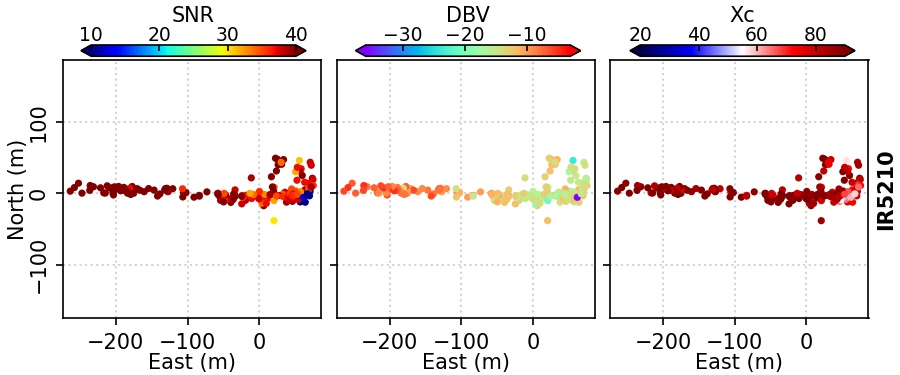 SNR DBV Xc
10 20 30 40 −30 −20 −10 20 40 60 80
100
0
−100
North (m)
IR5210
−200 −100 0 −200 −100 0 −200 −100 0
East (m) East (m) East (m)